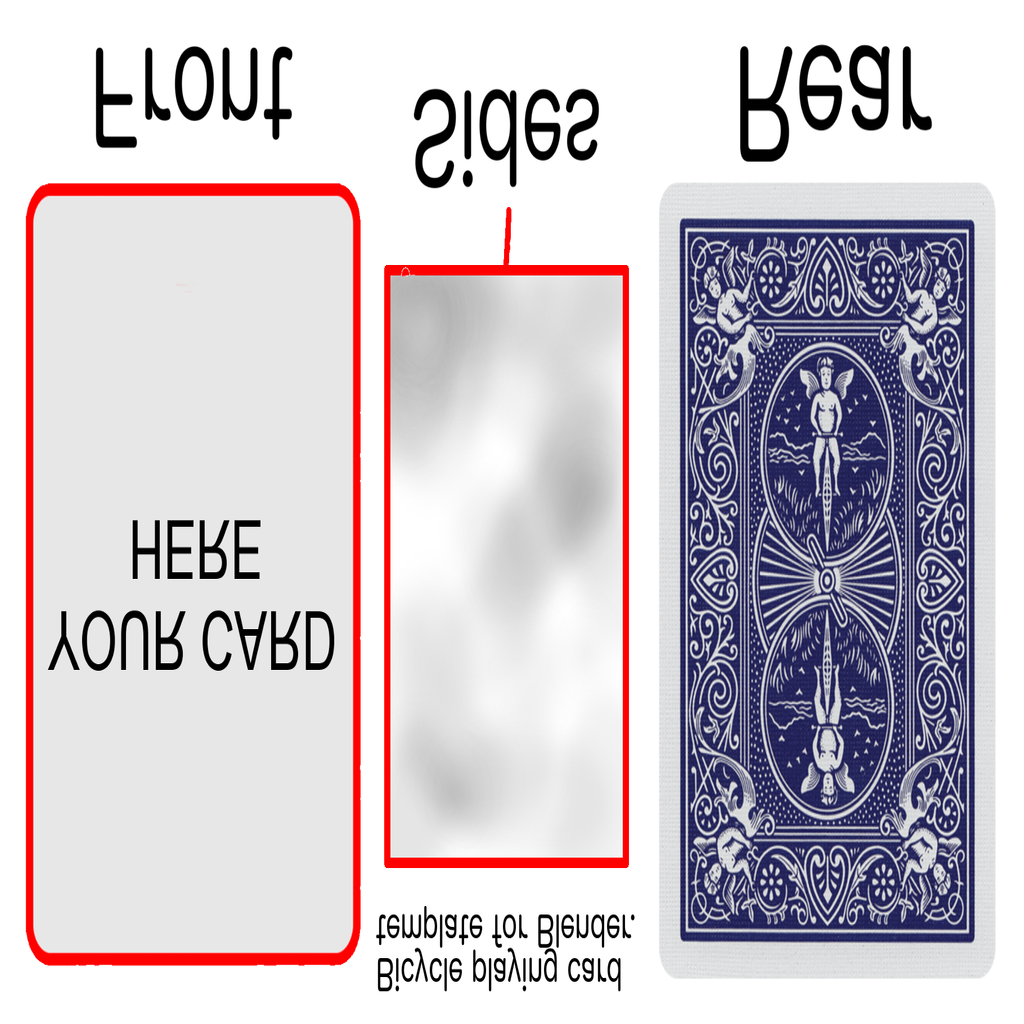 Front
Sides
Rear
YOUR CARD
HERE
Bicycle playing card
template for Blender.